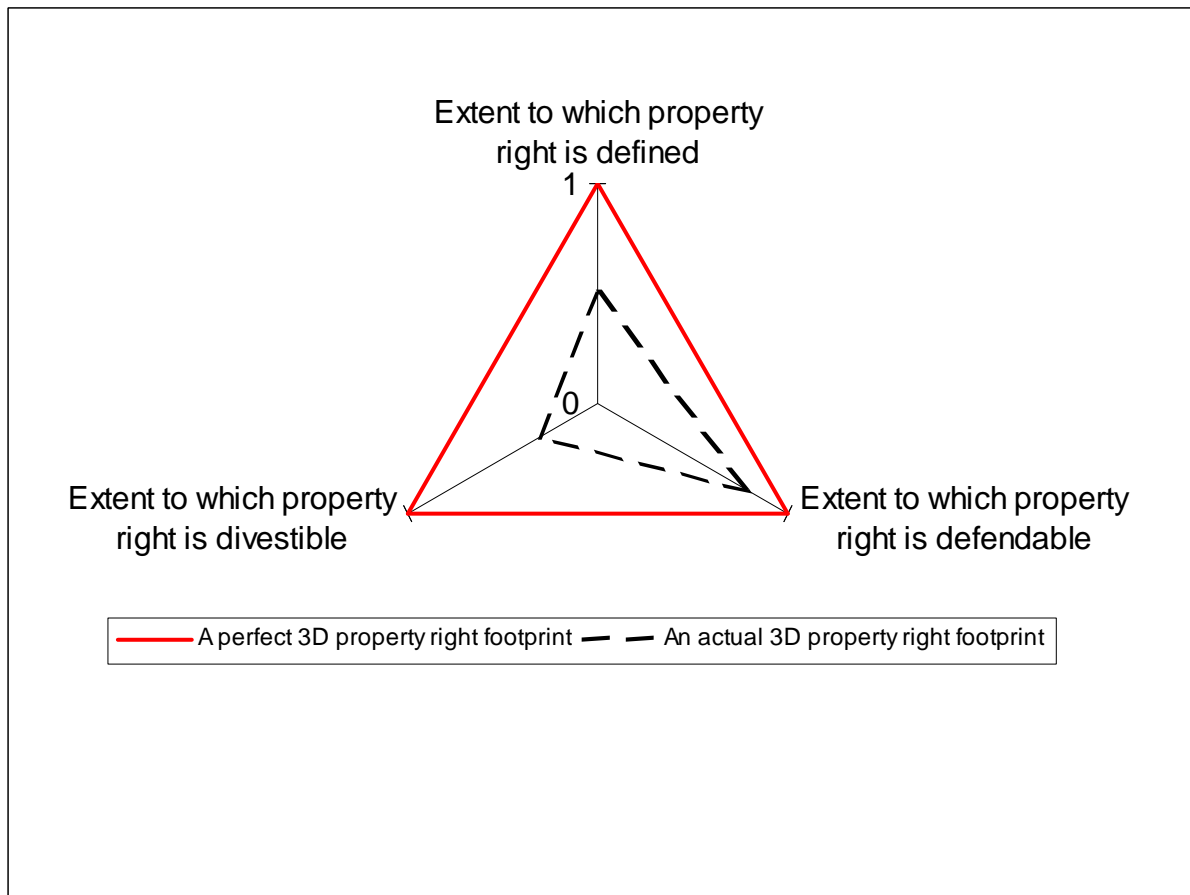 Extent to which property
right is defined
1
0
Extent to which property
right is divestible
Extent to which property
right is defendable
A perfect 3D property right footprint
An actual 3D property right footprint